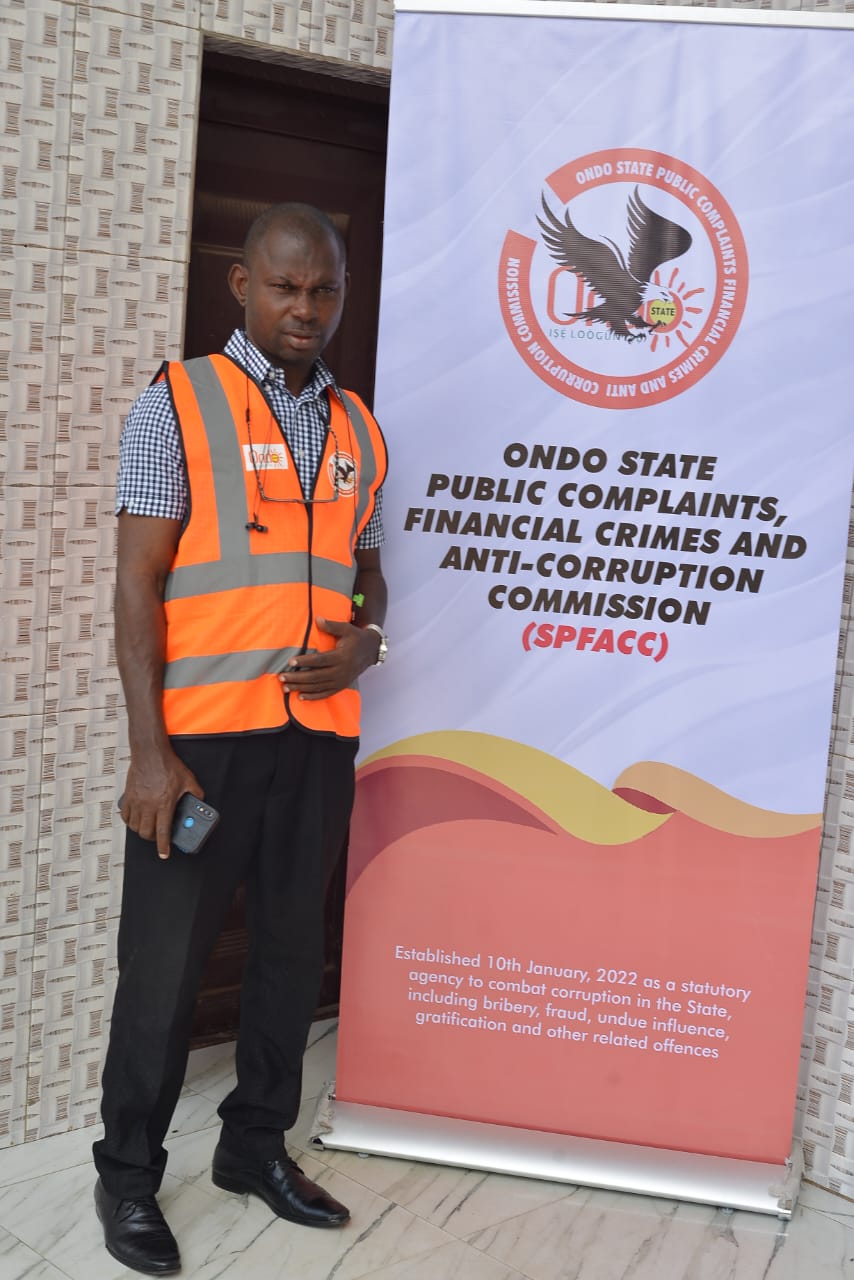 ONDO STATE PUBLIC COMPLAINTS FINANCIAL CRIMES AND ANTI CORRUPTION COMMISSION
STATE
ISE LOOGUN
ONDO STATE
PUBLIC COMPLAINTS,
FINANCIAL CRIMES AND
ANTI-CORRUPTION
COMMISSION
(SPFACC)
Established 10th January, 2022 as a statutory
agency to combat corruption in the State,
including bribery, fraud, undue influence,
gratification and other related offences
Ondo